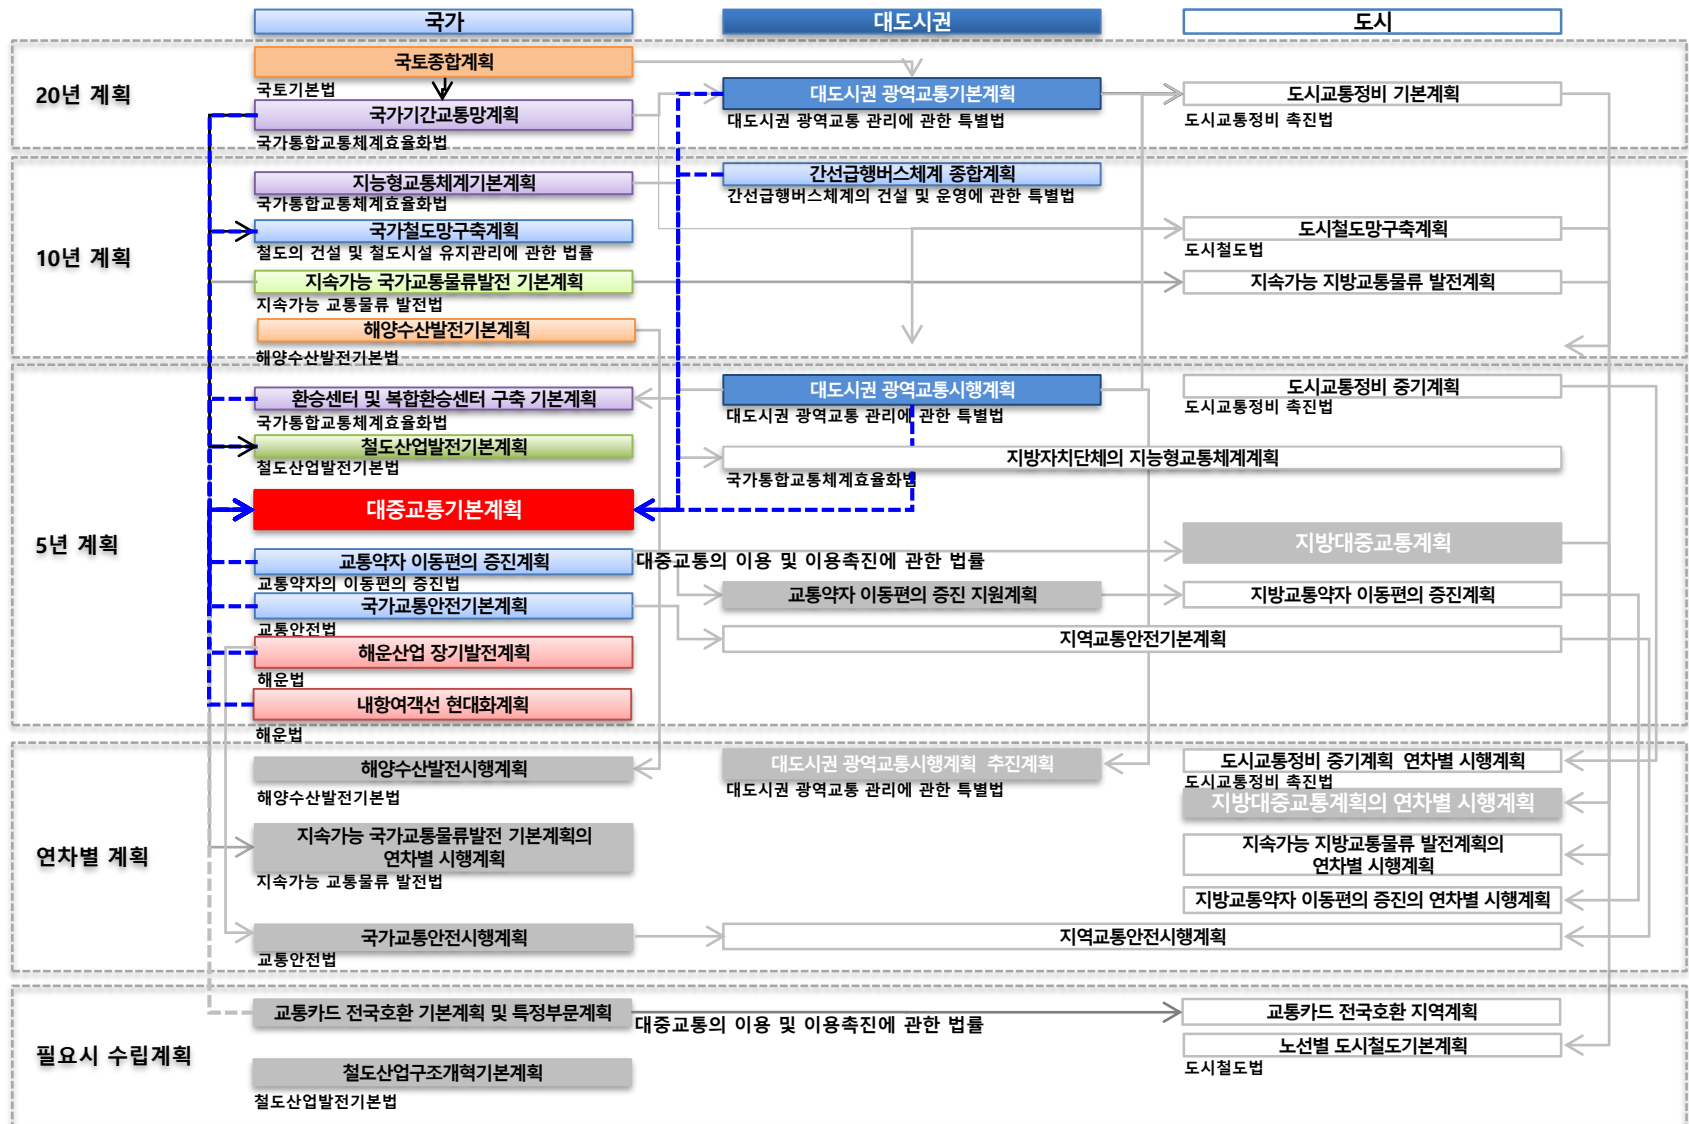 국가
대도시권
도시
20년 계획
국토종합계획
국토기본법
국가기간교통망계획
국가통합교통체계효율화법
대도시권 광역교통기본계획
대도시권 광역교통 관리에 관한 특별법
도시교통정비 기본계획
도시교통정비 촉진법
10년 계획
지능형교통체계기본계획
국가통합교통체계효율화법
국가철도망구축계획
철도의 건설 및 철도시설 유지관리에 관한 법률
지속가능 국가교통물류발전 기본계획
지속가능 교통물류 발전법
해양수산발전기본계획
해양수산발전기본법
간선급행버스체계 종합계획
간선급행버스체계의 건설 및 운영에 관한 특별법
도시철도망구축계획
도시철도법
지속가능 지방교통물류 발전계획
5년 계획
환승센터 및 복합환승센터 구축 기본계획
국가통합교통체계효율화법
철도산업발전기본계획
철도산업발전기본법
대중교통기본계획
대중교통의 이용 및 이용촉진에 관한 법률
교통약자 이동편의 증진계획
교통약자의 이동편의 증진법
국가교통안전기본계획
교통안전법
해운산업 장기발전계획
해운법
내항여객선 현대화계획
해운법
대도시권 광역교통시행계획
대도시권 광역교통 관리에 관한 특별법
도시교통정비 중기계획
도시교통정비 촉진법
지방자치단체의 지능형교통체계계획
국가통합교통체계효율화법
지방대중교통계획
교통약자 이동편의 증진 지원계획
지방교통약자 이동편의 증진계획
지역교통안전기본계획
연차별 계획
해양수산발전시행계획
해양수산발전기본법
지속가능 국가교통물류발전 기본계획의
연차별 시행계획
지속가능 교통물류 발전법
국가교통안전시행계획
교통안전법
대도시권 광역교통시행계획 추진계획
대도시권 광역교통 관리에 관한 특별법
도시교통정비 중기계획 연차별 시행계획
도시교통정비 촉진법
지방대중교통계획의 연차별 시행계획
지속가능 지방교통물류 발전계획의
연차별 시행계획
지방교통약자 이동편의 증진의 연차별 시행계획
지역교통안전시행계획
필요시 수립계획
교통카드 전국호환 기본계획 및 특정부문계획
대중교통의 이용 및 이용촉진에 관한 법률
철도산업구조개혁기본계획
철도산업발전기본법
교통카드 전국호환 지역계획
노선별 도시철도기본계획
도시철도법